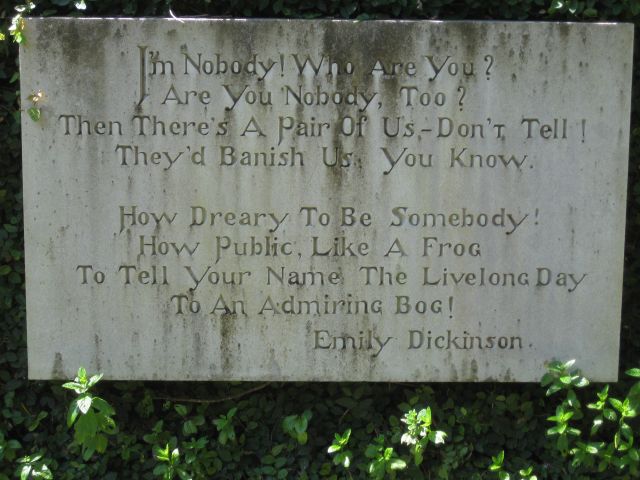 I'm Nobody! Who Are You?
Are You Nobody, Too?
Then There's A Pair Of Us,-Don't Tell!
They'd Banish Us, You Know.
How Dreary To Be Somebody!
How Public, Like A Frog
To Tell Your Name The Livelong Day
To An Admiring Bog!
Emily Dickinson.